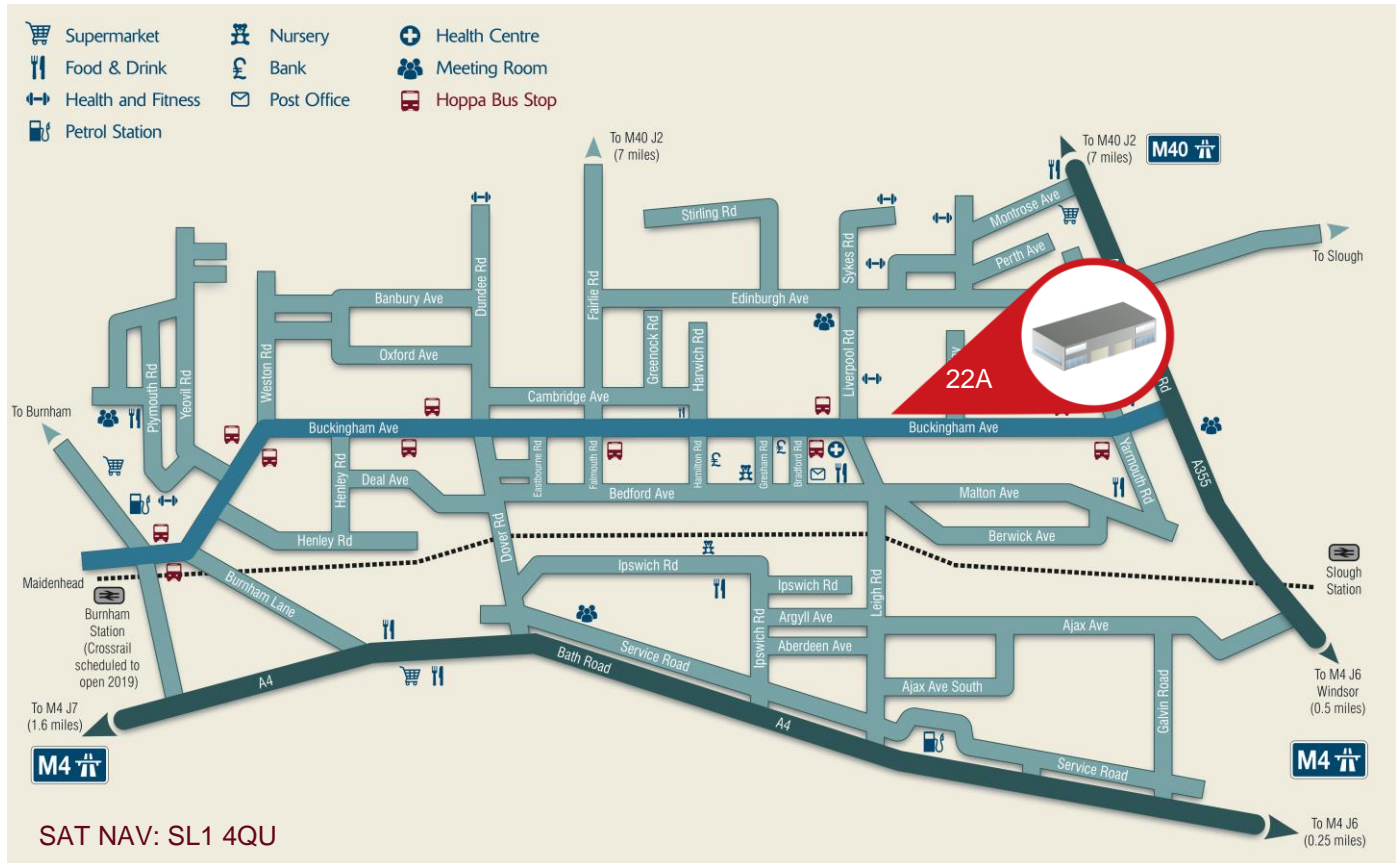 Supermarket
Food & Drink
Health and Fitness
Petrol Station
Nursery
Bank
Post Office
Health Centre
Meeting Room
Hoppa Bus Stop
To M40 J2
(7 miles)
To M40 J2
(7 miles)
M40
Stirling Rd
Sykes Rd
Montrose Ave
Perth Ave
To Slough
Dundee Rd
Fairlie Rd
Banbury Ave
Edinburgh Ave
Weston Rd
Oxford Ave
Greenock Rd
Harwich Rd
Liverpool Rd
Plymouth Rd
Yeovil Rd
Cambridge Ave
22A
Rd
To Burnham
Buckingham Ave
Buckingham Ave
Henley Rd
Deal Ave
Eastbourne Rd
Falmouth Rd
Hamilton Rd
Gresham Rd
Bradford Rd
Yarmouth Rd
A355
Bedford Ave
Malton Ave
Henley Rd
Dover Rd
Berwick Ave
Maidenhead
Burnham
Station
(Crossrail
scheduled to
open 2019)
Burnham Lane
Ipswich Rd
Ipswich Rd
Leigh Rd
Slough
Station
Argyll Ave
Ajax Ave
Ipswich Rd
Aberdeen Ave
Service Road
Bath Road
A4
Ajax Ave South
Galvin Road
To M4 J6
Windsor
(0.5 miles)
To M4 J7
(1.6 miles)
A4
M4
M4
Service Road
To M4 J6
(0.25 miles)
SAT NAV: SL1 4QU